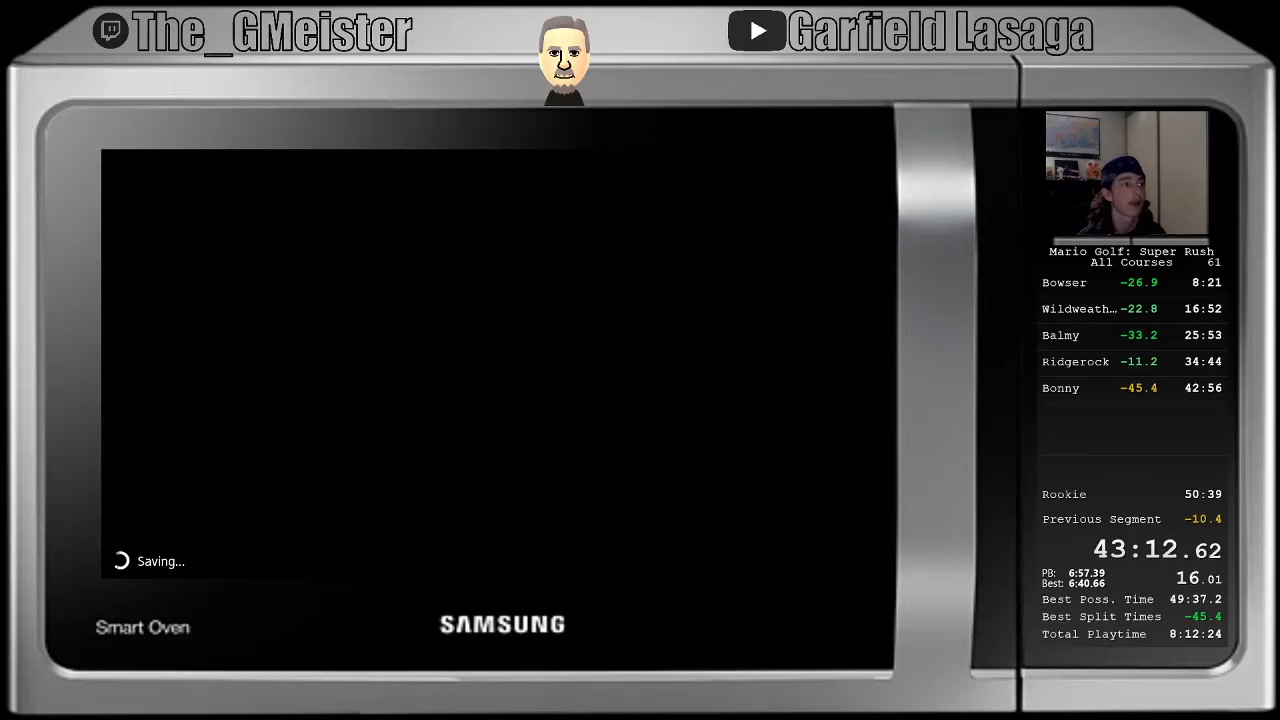 The_GMeister
Garfield Lasaga
Mario Golf: Super Rush
All Courses 61
Bowser -26.9 8:21
Wildweath… -22.8 16:52
Balmy -33.2 25:53
Ridgerock -11.2 34:44
Bonny -45.4 42:56
Rookie 50:39
Previous Segment -10.4
43:12.62
PB: 6:57.39 16.01
Best: 6:40.66
Best Poss. Time 49:37.2
Best Split Times -45.4
Total Playtime 8:12:24
Saving...
Smart Oven
SAMSUNG